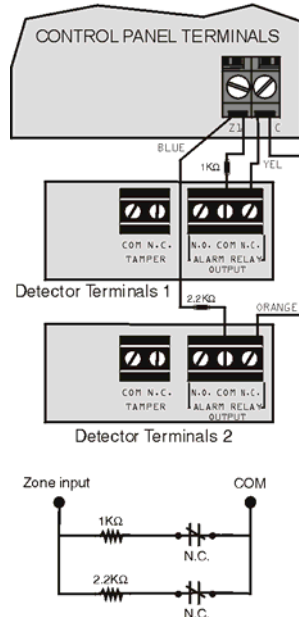 CONTROL PANEL TERMINALS
Z1 C
BLUE
1KΩ
YEL
COM N.C.
TAMPER
N.O. COM N.C.
ALARM RELAY
OUTPUT
Detector Terminals 1
2.2KΩ
ORANGE
COM N.C.
TAMPER
N.O. COM N.C.
ALARM RELAY
OUTPUT
Detector Terminals 2
Zone input COM
1KΩ
N.C.
2.2KΩ
N.C.